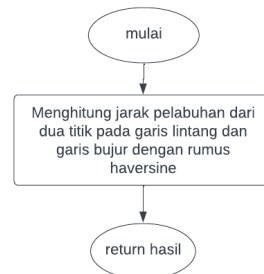 mulai
Menghitung jarak pelabuhan dari
dua titik pada garis lintang dan
garis bujur dengan rumus
haversine
return hasil